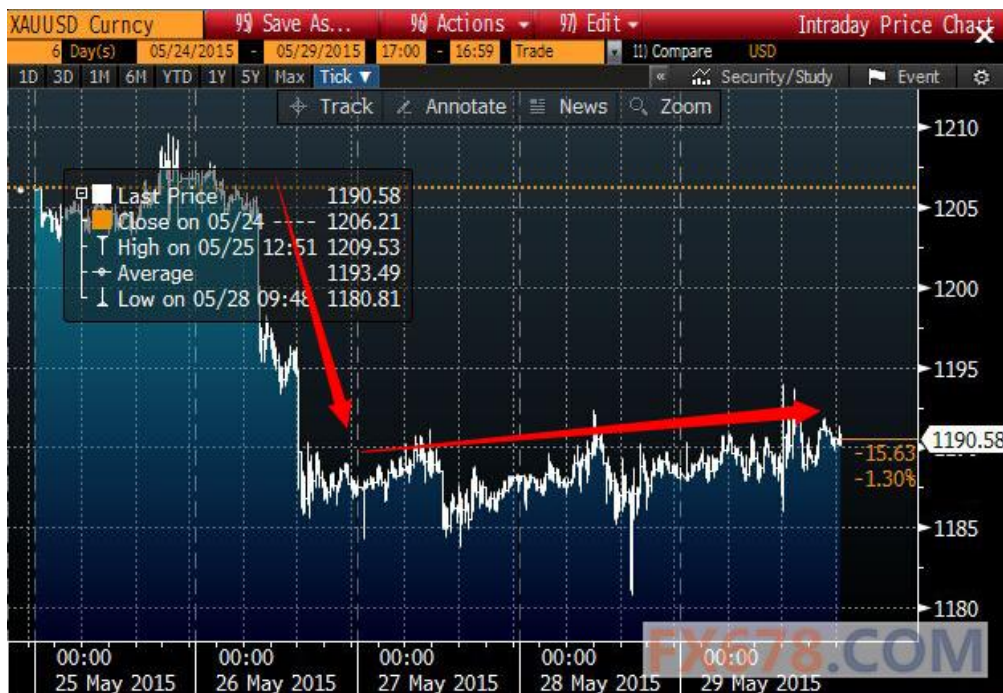 XAUUSD Curncy 95) Save As... 96) Actions 97) Edit Intraday Price Chart
6 Day(s) 05/24/2015 - 05/29/2015 17:00 - 16:59 Trade 11) Compare USD
1D 3D 1M 6M YTD 1Y 5Y Max Tick ▼ « Security/Study Event
Track Annotate News Zoom
Last Price 1190.58
Close on 05/24 ---- 1206.21
High on 05/25 12:51 1209.53
Average 1193.49
Low on 05/28 09:48 1180.81
1210
1205
1200
1195
1190.58
-15.63
-1.30%
1185
1180
00:00 00:00 00:00 00:00 00:00
25 May 2015 26 May 2015 27 May 2015 28 May 2015 29 May 2015
FX678.COM